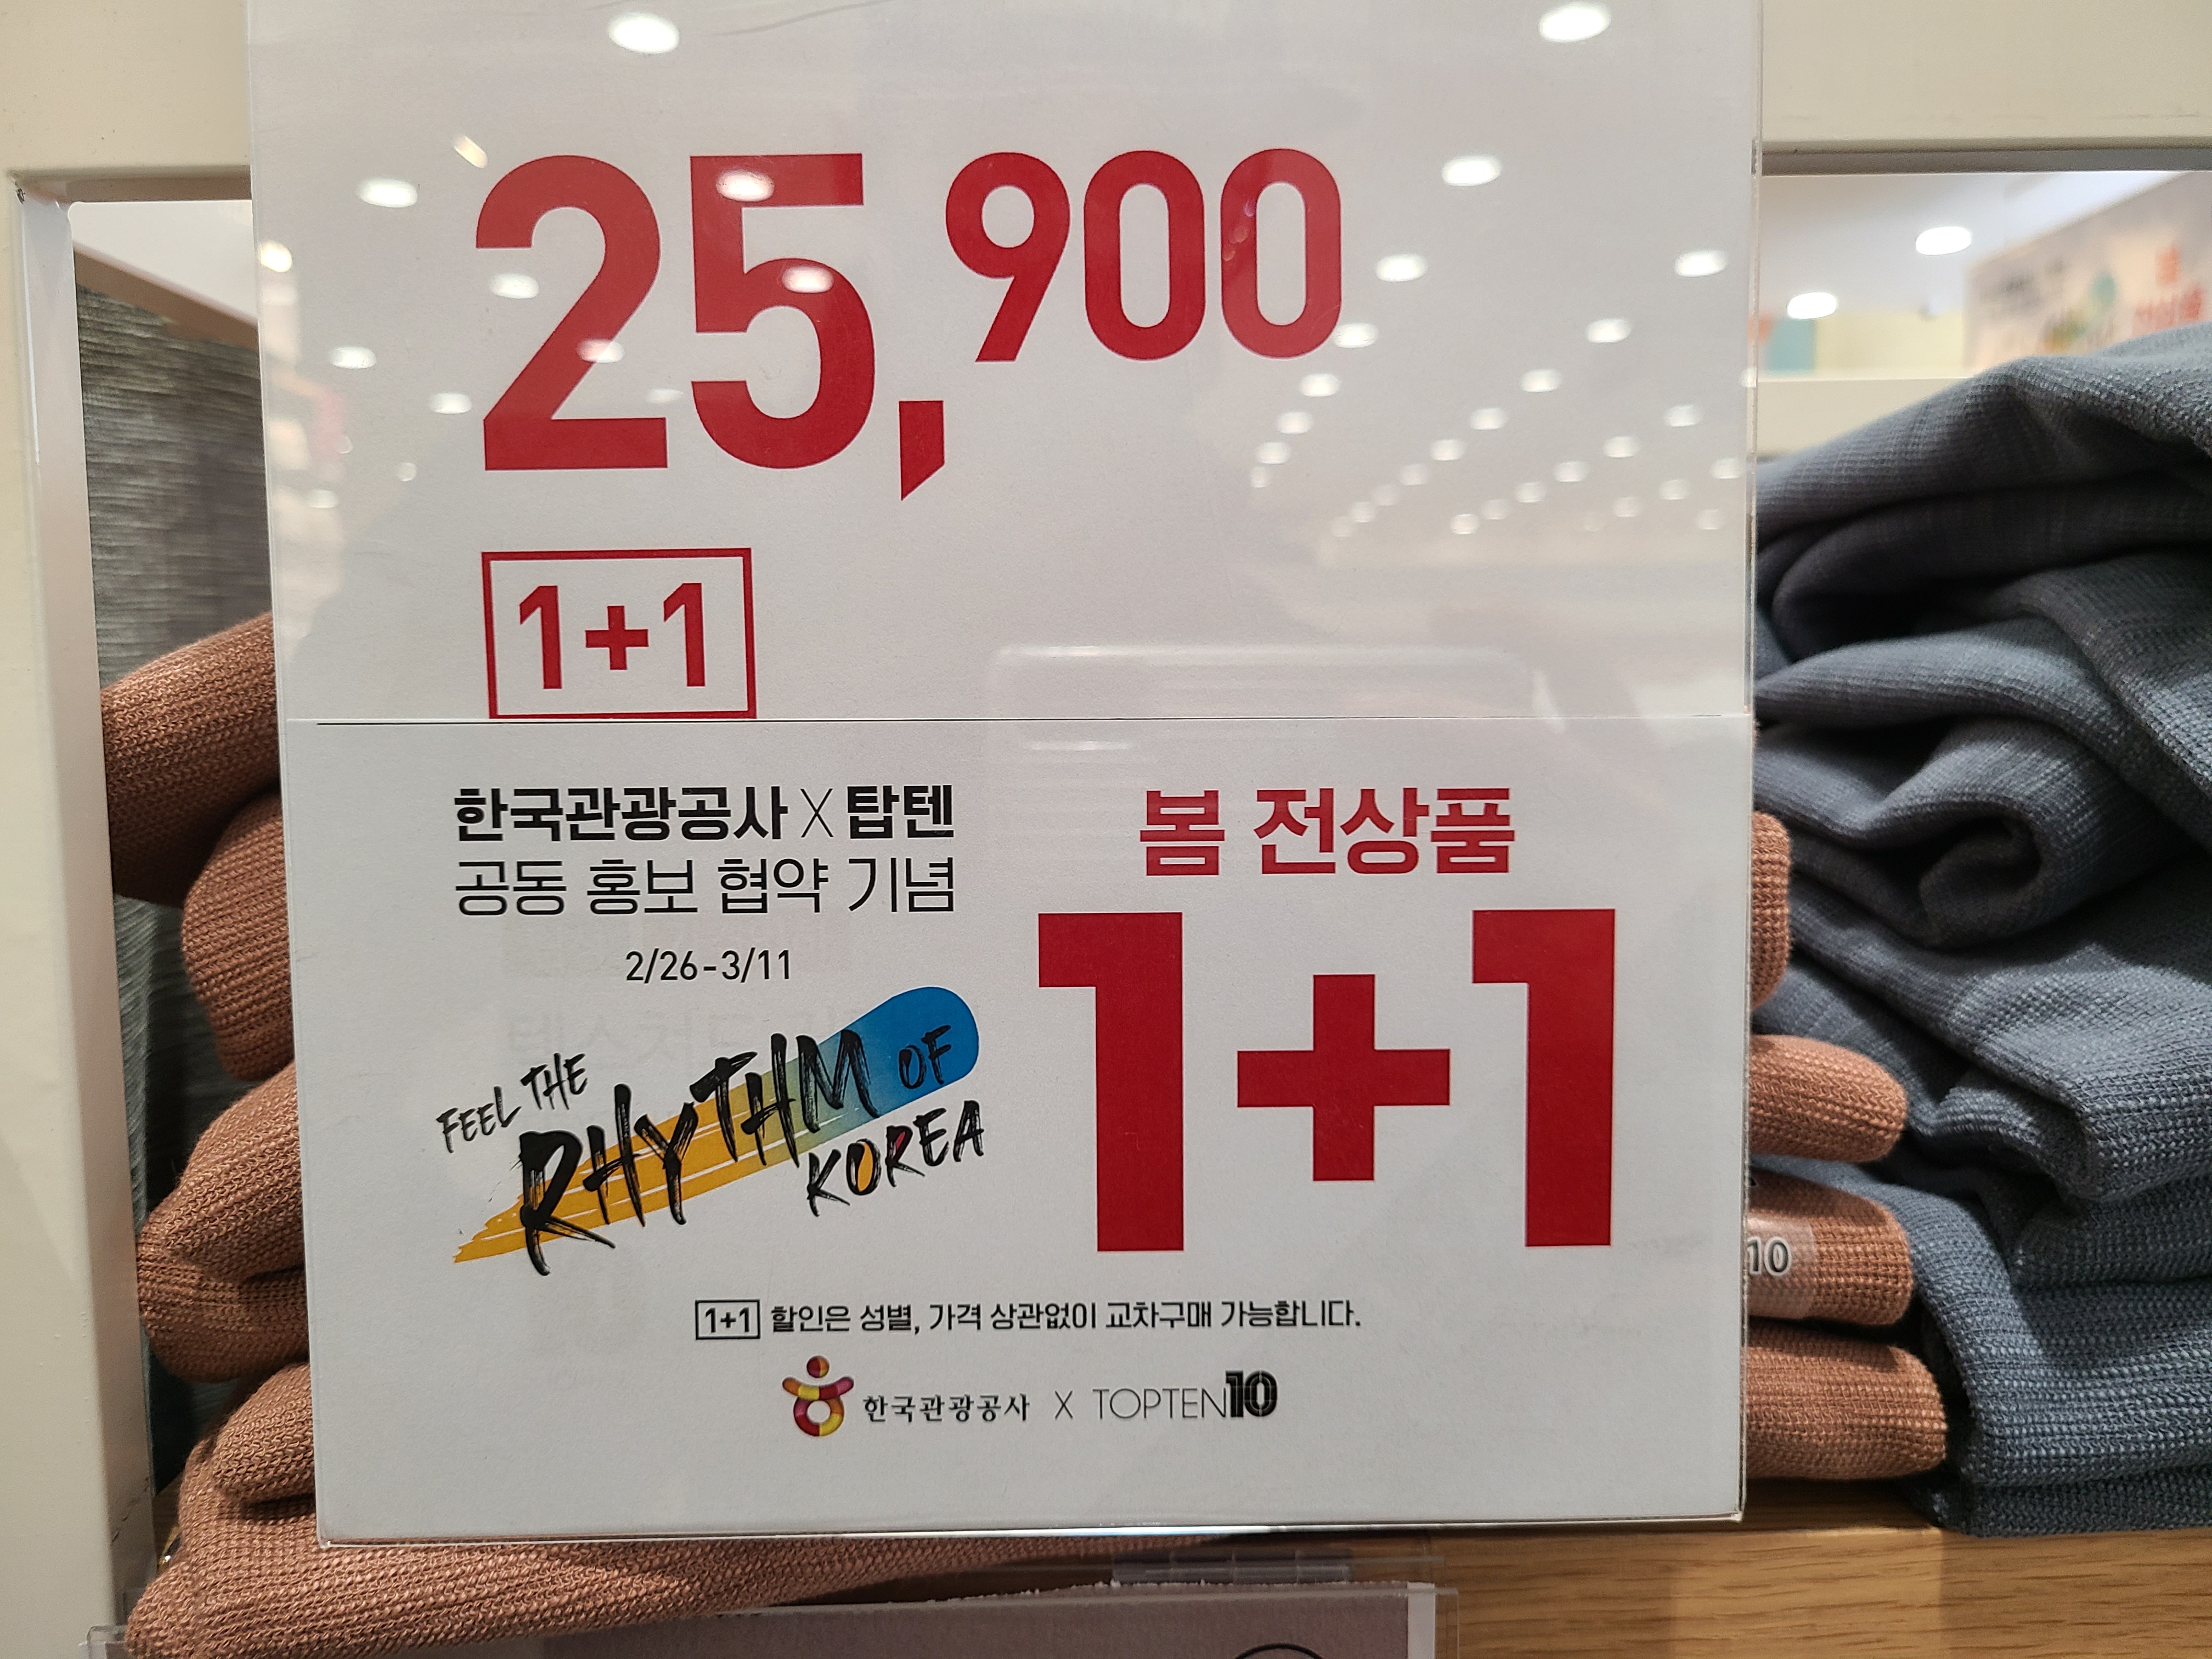 25,900
1+1
한국관광공사 X 탑텐
공동 홍보 협약 기념
2/26-3/11
FEEL THE
RHYTHM OF
KOREA
봄 전상품
1+1
1+1 할인은 성별, 가격 상관없이 교차구매 가능합니다.
한국관광공사 X TOPTEN10
10